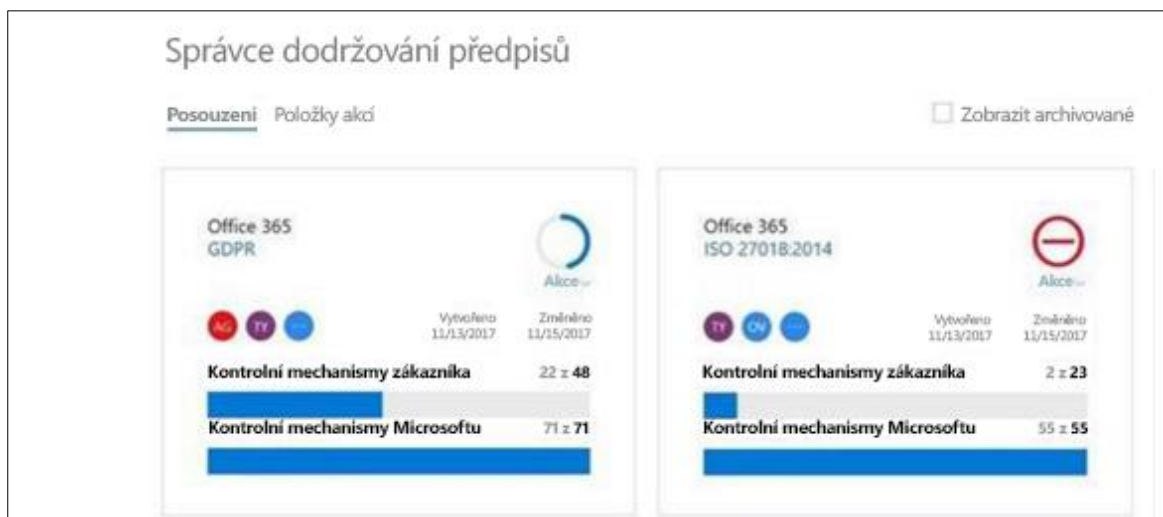 Správce dodržování předpisů
Posouzení Položky akcí Zobrazit archivované
Office 365
GDPR
Akce
AG TY Vytvořeno Změněno
11/13/2017 11/15/2017
Kontrolní mechanismy zákazníka 22 z 48
Kontrolní mechanismy Microsoftu 71 z 71
Office 365
ISO 27018:2014
Akce
TY OV Vytvořeno Změněno
11/13/2017 11/15/2017
Kontrolní mechanismy zákazníka 2 z 23
Kontrolní mechanismy Microsoftu 55 z 55